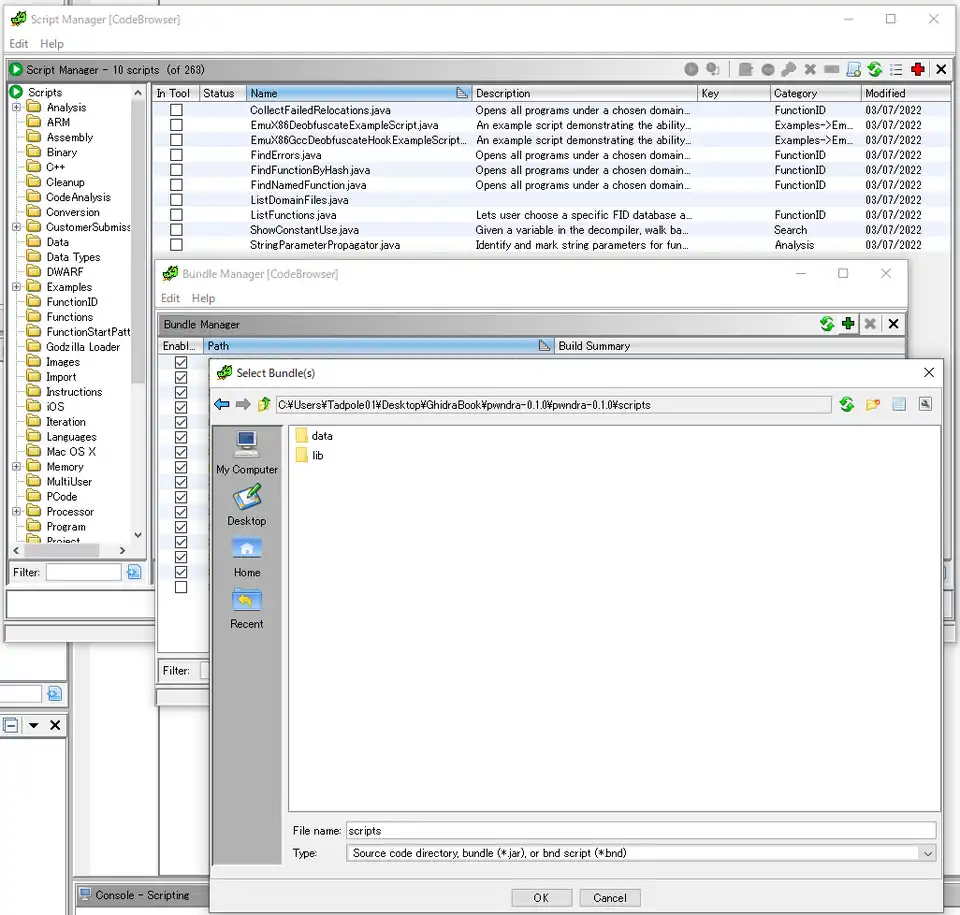 Script Manager [CodeBrowser]
Edit Help
Script Manager - 10 scripts (of 263)
Scripts
Analysis
ARM
Assembly
Binary
C++
Cleanup
CodeAnalysis
Conversion
CustomerSubmiss
Data
Data Types
DWARF
Examples
FunctionID
Functions
FunctionStartPatt
Godzilla Loader
Images
Import
Instructions
iOS
Iteration
Languages
Mac OS X
Memory
MultiUser
PCode
Processor
Program
Project
Filter:
In Tool Status Name Description Key Category Modified
CollectFailedRelocations.java Opens all programs under a chosen domain... FunctionID 03/07/2022
EmuX86DeobfuscateExampleScript.java An example script demonstrating the ability... Examples->Em... 03/07/2022
EmuX86GccDeobfuscateHookExampleScript... An example script demonstrating the ability... Examples->Em... 03/07/2022
FindErrors.java Opens all programs under a chosen domain... FunctionID 03/07/2022
FindFunctionByHash.java Opens all programs under a chosen domain... FunctionID 03/07/2022
FindNamedFunction.java Opens all programs under a chosen domain... FunctionID 03/07/2022
ListDomainFiles.java 03/07/2022
ListFunctions.java Lets user choose a specific FID database a... FunctionID 03/07/2022
ShowConstantUse.java Given a variable in the decompiler, walk ba... Search 03/07/2022
StringParameterPropagator.java Identify and mark string parameters for fun... Analysis 03/07/2022
Bundle Manager [CodeBrowser]
Edit Help
Bundle Manager
Enabl... Path Build Summary
Filter:
Select Bundle(s)
C:¥Users¥Tadpole01¥Desktop¥GhidraBook¥pwndra-0.1.0¥pwndra-0.1.0¥scripts
My Computer
Desktop
Home
Recent
data
lib
File name: scripts
Type: Source code directory, bundle (*.jar), or bnd script (*.bnd)
OK Cancel
Console - Scripting